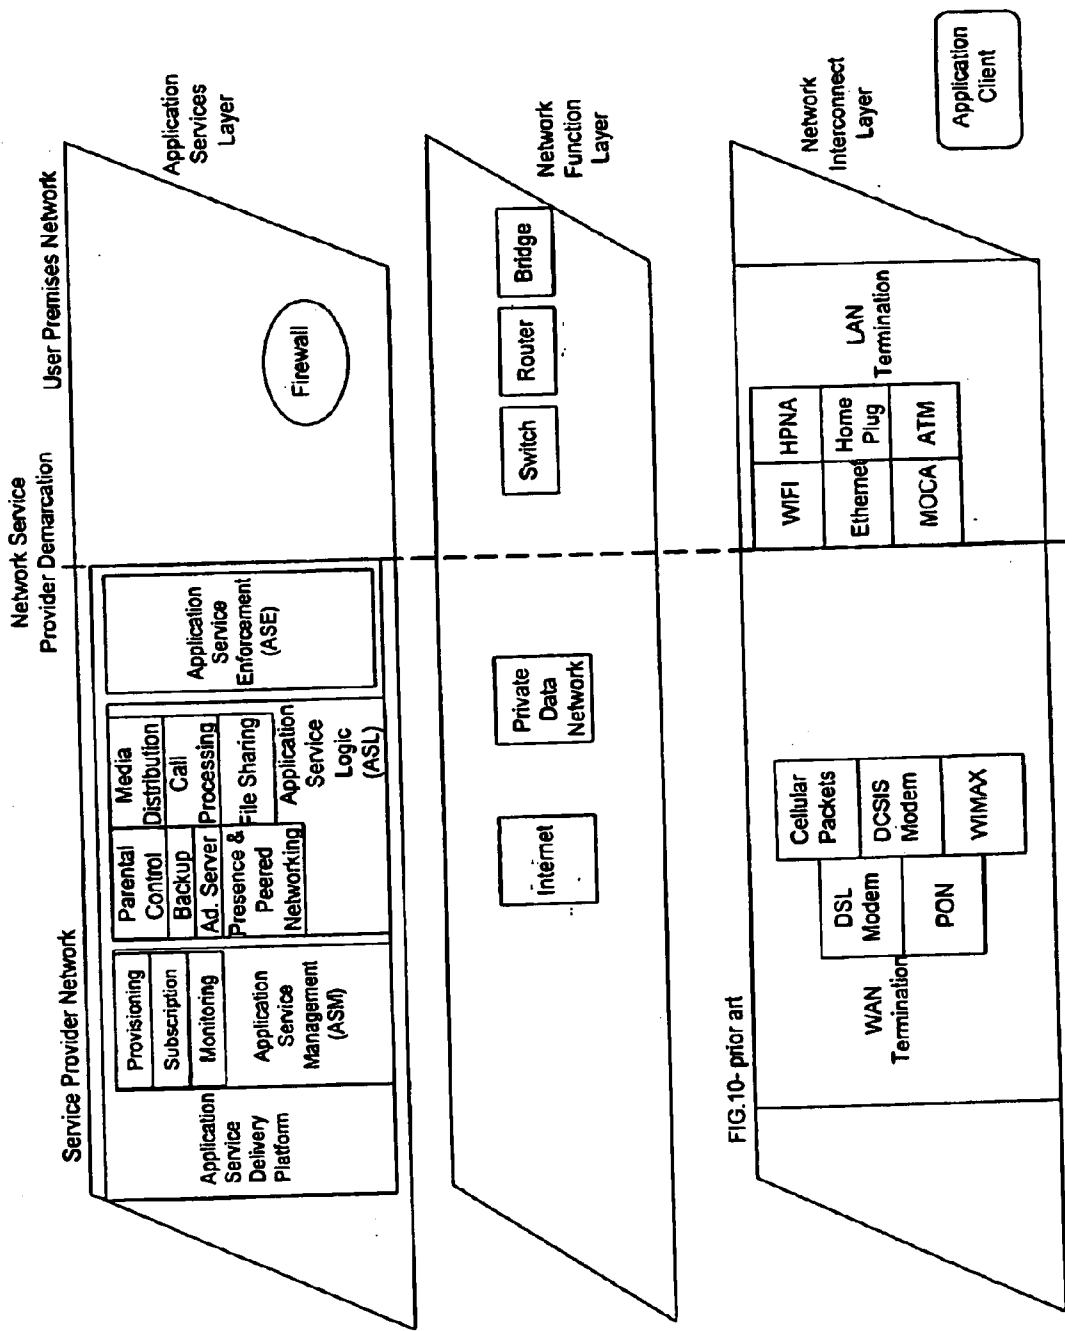 Network Service
Provider Demarcation
Service Provider Network
User Premises Network
Application
Services
Layer
Application
Service
Delivery
Platform
Provisioning
Subscription
Monitoring
Application
Service
Management
(ASM)
Parental
Control
Backup
Ad. Server
Presence &
Peered
Networking
Media
Distribution
Call
Processing
File Sharing
Application
Service
Logic
(ASL)
Application
Service
Enforcement
(ASE)
Firewall
Network
Function
Layer
Internet
Private
Data
Network
Switch
Router
Bridge
FIG.10- prior art
Network
Interconnect
Layer
WAN
Termination
DSL
Modem
PON
Cellular
Packets
DCSIS
Modem
WIMAX
WIFI
HPNA
Ethernet
Home
Plug
MOCA
ATM
LAN
Termination
Application
Client